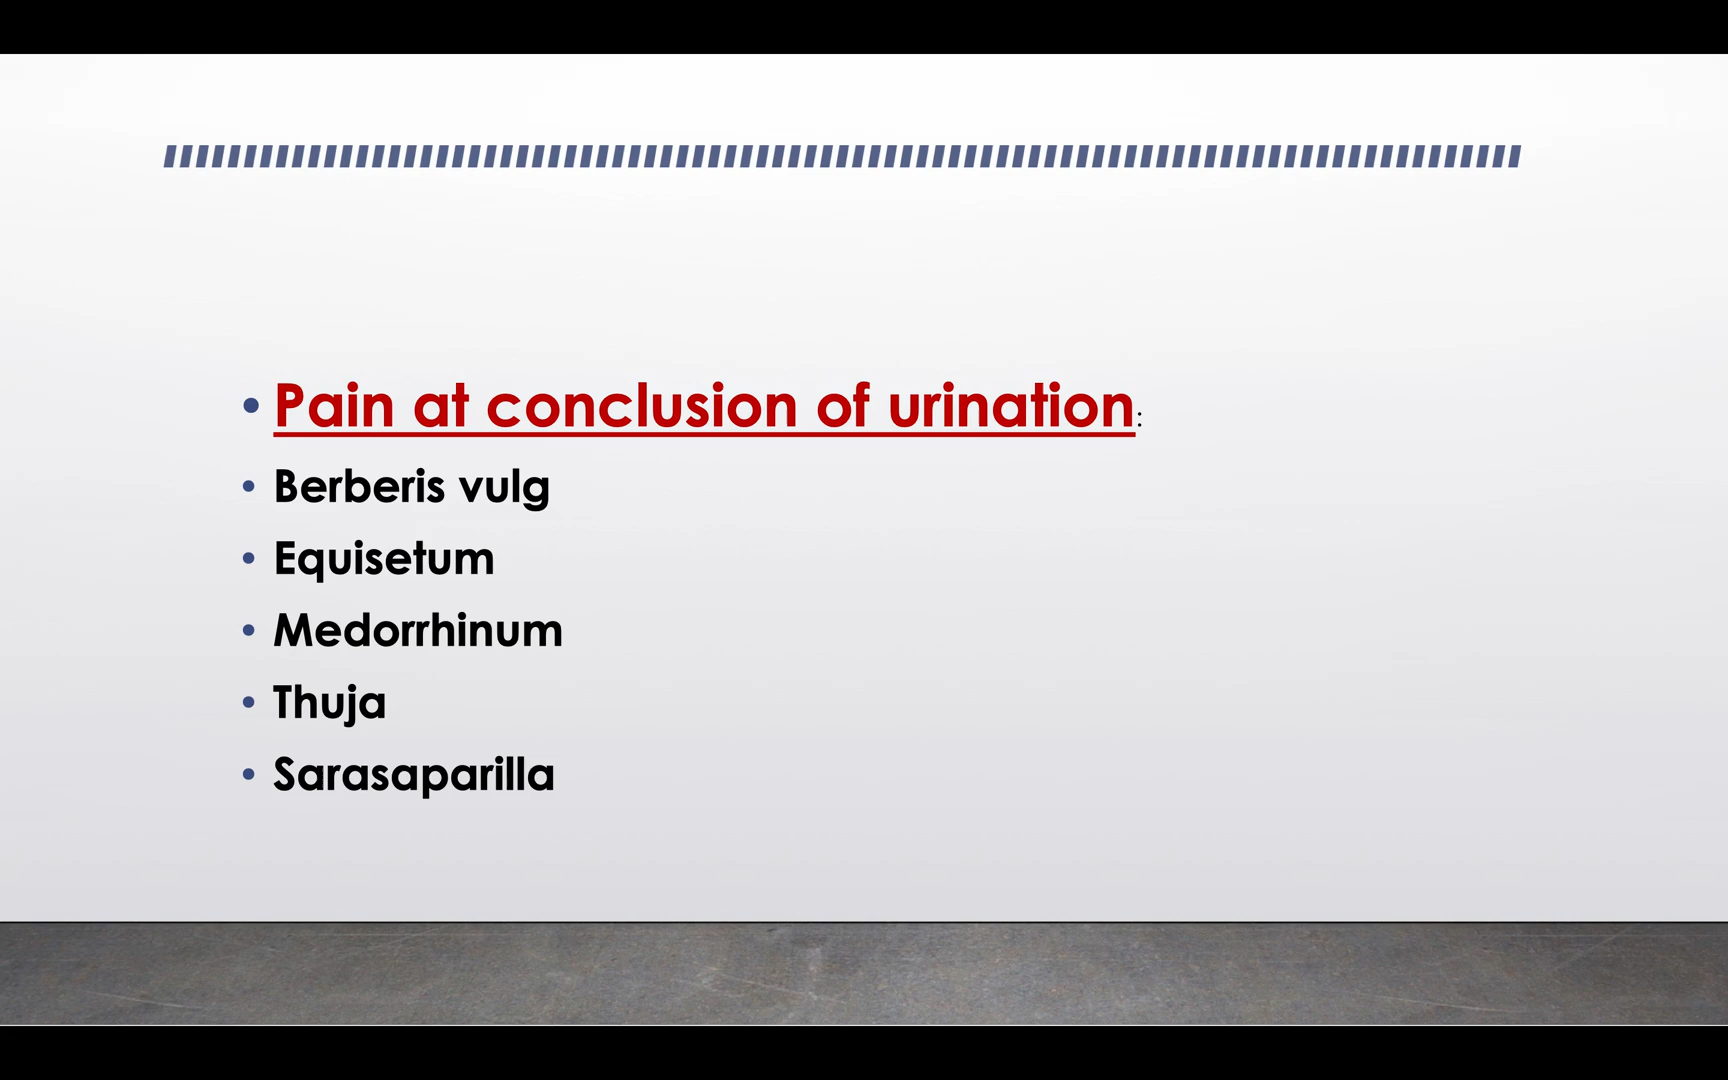 • Pain at conclusion of urination:
• Berberis vulg
• Equisetum
• Medorrhinum
• Thuja
• Sarasaparilla